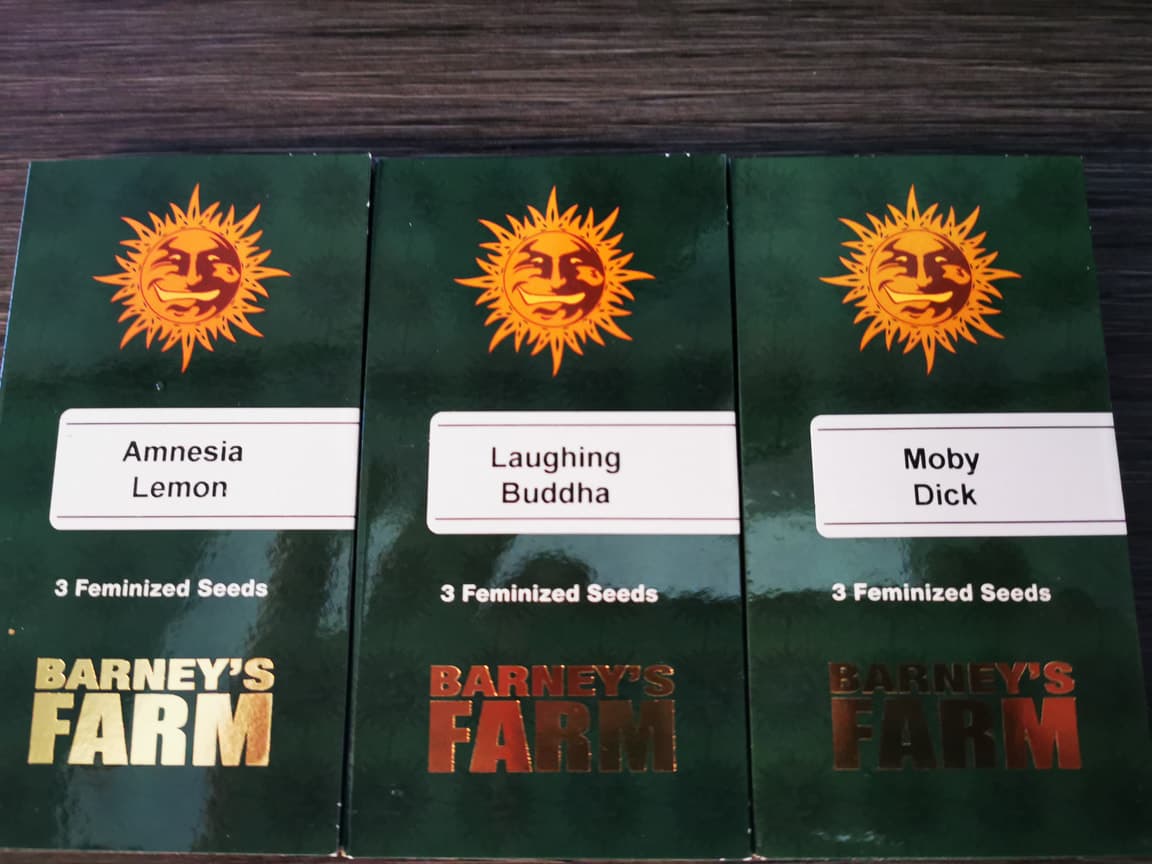 Amnesia
Lemon
3 Feminized Seeds
BARNEY'S
FARM
Laughing
Buddha
3 Feminized Seeds
BARNEY'S
FARM
Moby
Dick
3 Feminized Seeds
BARNEY'S
FARM